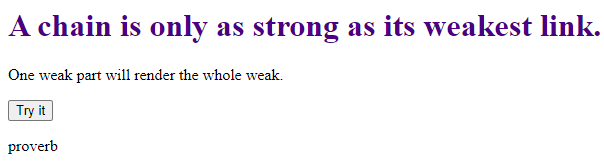 A chain is only as strong as its weakest link.
One weak part will render the whole weak.
Try it
proverb